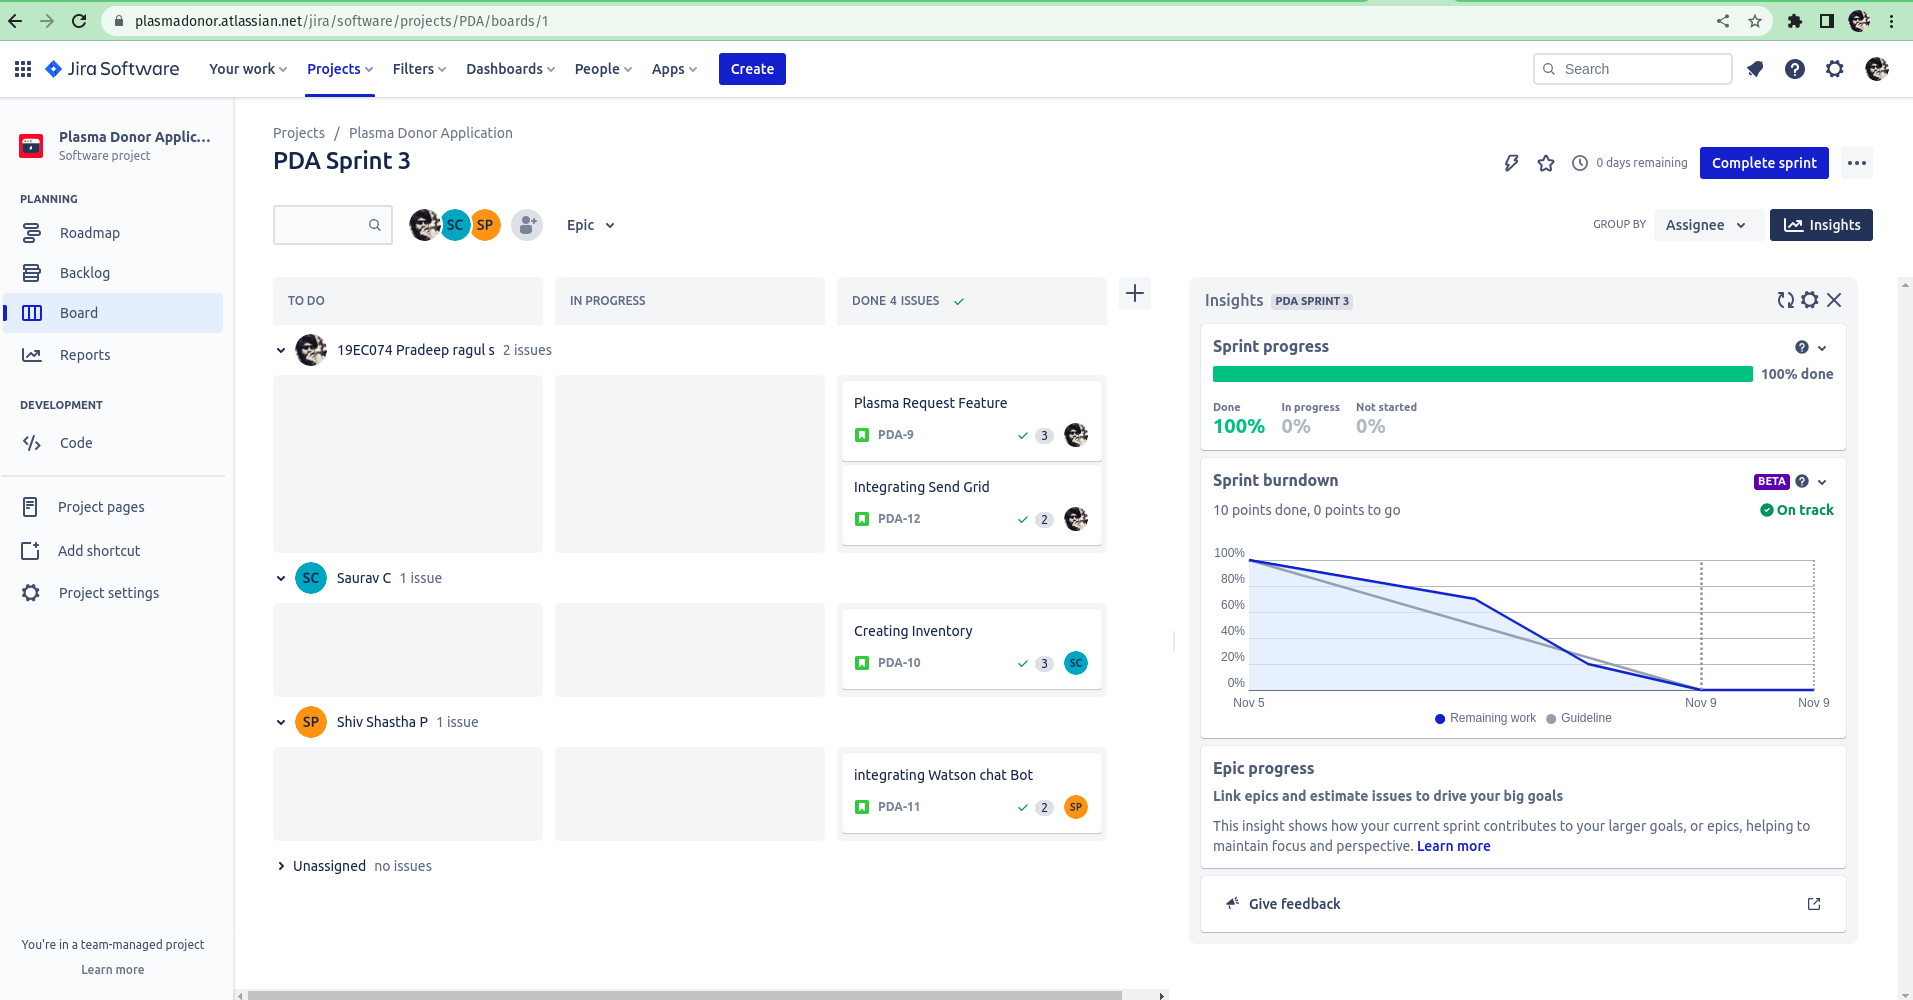 plasmadonor.atlassian.net/jira/software/projects/PDA/boards/1
Jira Software
Your work
Projects
Filters
Dashboards
People
Apps
Create
Search
Plasma Donor Applic...
Software project
PLANNING
Roadmap
Backlog
Board
Reports
DEVELOPMENT
Code
Project pages
Add shortcut
Project settings
You're in a team-managed project
Learn more
Projects / Plasma Donor Application
PDA Sprint 3
0 days remaining
Complete sprint
SC
SP
Epic
GROUP BY
Assignee
Insights
TO DO
IN PROGRESS
DONE 4 ISSUES
19EC074 Pradeep ragul s 2 issues
Plasma Request Feature
PDA-9
3
Integrating Send Grid
PDA-12
2
SC
Saurav C 1 issue
Creating Inventory
PDA-10
3
SC
SP
Shiv Shastha P 1 issue
integrating Watson chat Bot
PDA-11
2
SP
Unassigned no issues
Insights PDA SPRINT 3
Sprint progress
100% done
Done In progress Not started
100% 0% 0%
Sprint burndown
BETA
10 points done, 0 points to go
On track
100%
80%
60%
40%
20%
0%
Nov 5 Nov 9 Nov 9
Remaining work Guideline
Epic progress
Link epics and estimate issues to drive your big goals
This insight shows how your current sprint contributes to your larger goals, or epics, helping to
maintain focus and perspective. Learn more
Give feedback